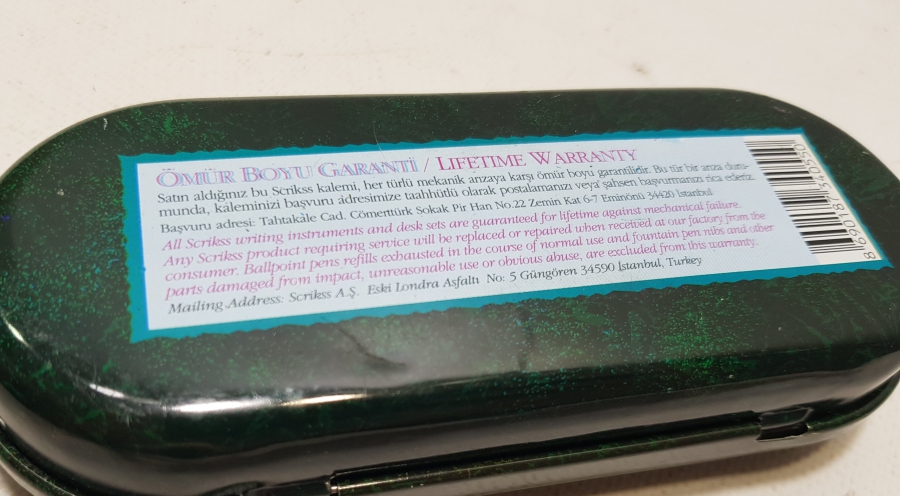 ÖMÜR BOYU GARANTİ / LIFETIME WARRANTY
Satın aldığınız bu Scrikss kalemi, her türlü mekanik arızaya karşı ömür boyu garantilidir. Bu tür bir arıza duru-
munda, kaleminizi başvuru adresimize taahhütlü olarak postalamanızı veya şahsen başvurmanızı rica ederiz.
Başvuru adresi: Tahtakale Cad. Cömerttürk Sokak Pir Han No.22 Zemin Kat 6-7 Eminönü 34420 İstanbul
All Scrikss writing instruments and desk sets are guaranteed for lifetime against mechanical failure.
Any Scrikss product requiring service will be replaced or repaired when received at our factory from the
consumer. Ballpoint pens refills exhausted in the course of normal use and fountain pen nibs and other
parts damaged from impact, unreasonable use or obvious abuse, are excluded from this warranty.
Mailing Address: Scrikss A.Ş. Eski Londra Asfaltı No: 5 Güngören 34590 İstanbul, Turkey